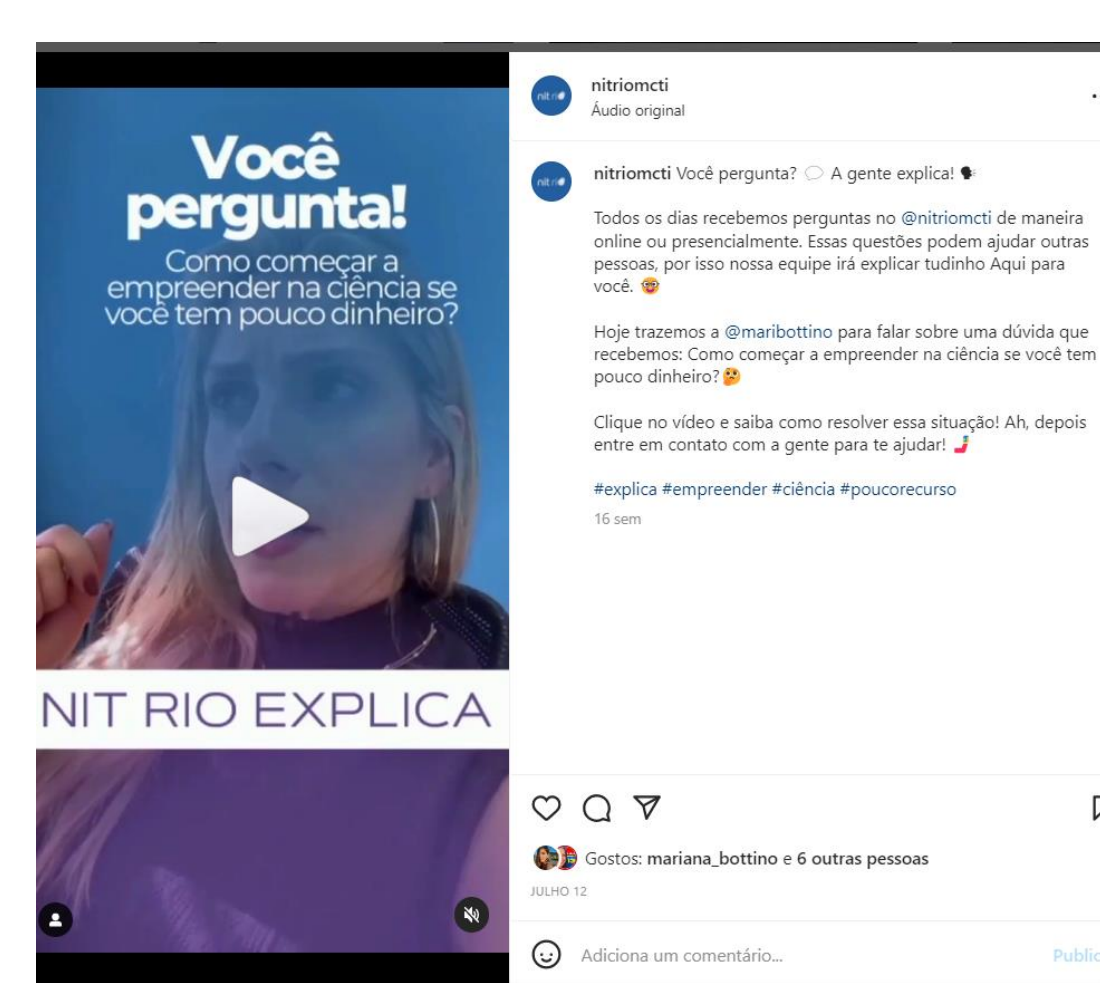 Você
pergunta!
Como começar a
empreender na ciência se
você tem pouco dinheiro?
NIT RIO EXPLICA
nit rio
nitriomcti
Áudio original
nit rio
nitriomcti Você pergunta? 💬 A gente explica! 🗣
Todos os dias recebemos perguntas no @nitriomcti de maneira
online ou presencialmente. Essas questões podem ajudar outras
pessoas, por isso nossa equipe irá explicar tudinho Aqui para
você. 🤓
Hoje trazemos a @maribottino para falar sobre uma dúvida que
recebemos: Como começar a empreender na ciência se você tem
pouco dinheiro?🤔
Clique no vídeo e saiba como resolver essa situação! Ah, depois
entre em contato com a gente para te ajudar! 🤳
#explica #empreender #ciência #poucorecurso
16 sem
Gostos: mariana_bottino e 6 outras pessoas
JULHO 12
Adiciona um comentário...
Public